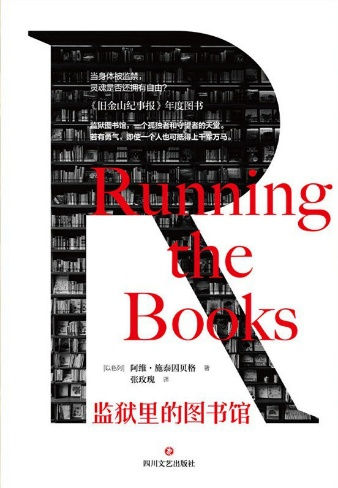 当身体被监禁，
灵魂是否还拥有自由？
《旧金山纪事报》年度图书
监狱图书馆，一个孤独者和守望者的天堂。
若有勇气，即使一个人也可抵得上千军万马。
Running
the
Books
[以色列] 阿维·施泰因贝格 著
张玫瑰 译
监狱里的图书馆
四川文艺出版社